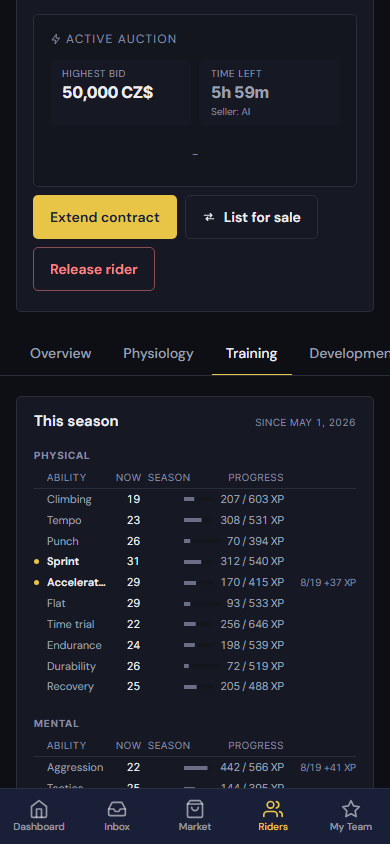 ACTIVE AUCTION
HIGHEST BID
50,000 CZ$
TIME LEFT
5h 59m
Seller: AI
–
Extend contract
List for sale
Release rider
Overview Physiology Training Developmen
This season SINCE MAY 1, 2026
PHYSICAL
ABILITY NOW SEASON PROGRESS
Climbing 19 207 / 603 XP
Tempo 23 308 / 531 XP
Punch 26 70 / 394 XP
Sprint 31 312 / 540 XP
Accelerat... 29 170 / 415 XP 8/19 +37 XP
Flat 29 93 / 533 XP
Time trial 22 256 / 646 XP
Endurance 24 198 / 539 XP
Durability 26 72 / 519 XP
Recovery 25 205 / 488 XP
MENTAL
ABILITY NOW SEASON PROGRESS
Aggression 22 442 / 566 XP 8/19 +41 XP
Dashboard Inbox Market Riders My Team